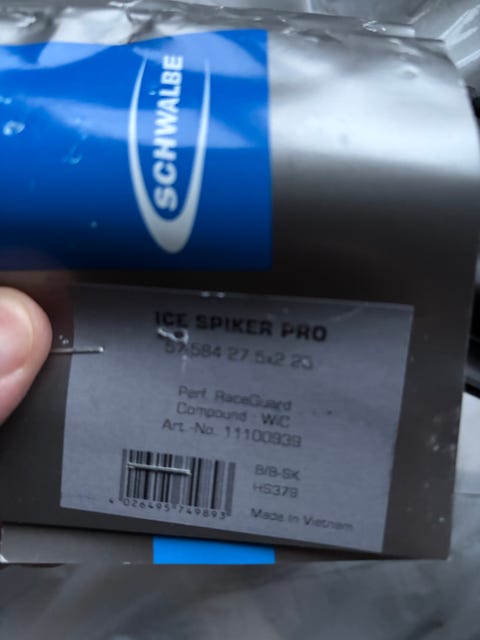 SCHWALBE
ICE SPIKER PRO
57-584 27.5x2.25
Perf. RaceGuard
Compound WiC
Art.-No. 11100939
B/B-SK
HS379
4 026495 749893
Made in Vietnam